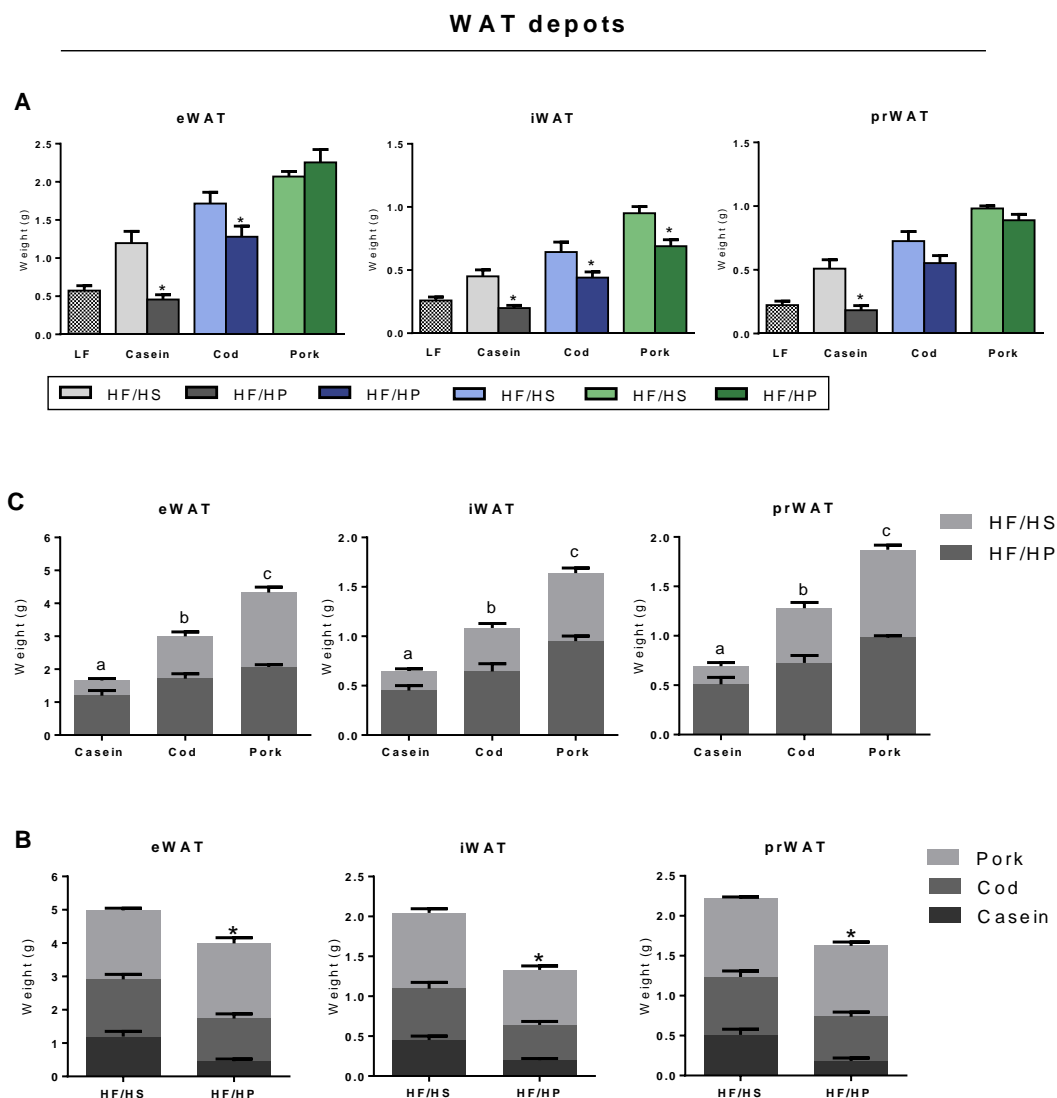 WAT depots
A
eWAT
iWAT
prWAT
Weight (g)
2.5
2.0
1.5
1.0
0.5
0.0
*
*
LF Casein Cod Pork
Weight (g)
1.5
1.0
0.5
0.0
*
*
*
LF Casein Cod Pork
Weight (g)
1.5
1.0
0.5
0.0
*
LF Casein Cod Pork
HF/HS HF/HP HF/HP HF/HS HF/HS HF/HP
C
eWAT
iWAT
prWAT
Weight (g)
6
5
4
3
2
1
0
a
b
c
Casein Cod Pork
Weight (g)
2.0
1.5
1.0
0.5
0.0
a
b
c
Casein Cod Pork
Weight (g)
2.0
1.5
1.0
0.5
0.0
a
b
c
Casein Cod Pork
HF/HS
HF/HP
B
eWAT
iWAT
prWAT
Weight (g)
6
5
4
3
2
1
0
*
HF/HS HF/HP
Weight (g)
2.5
2.0
1.5
1.0
0.5
0.0
*
HF/HS HF/HP
Weight (g)
2.5
2.0
1.5
1.0
0.5
0.0
*
HF/HS HF/HP
Pork
Cod
Casein